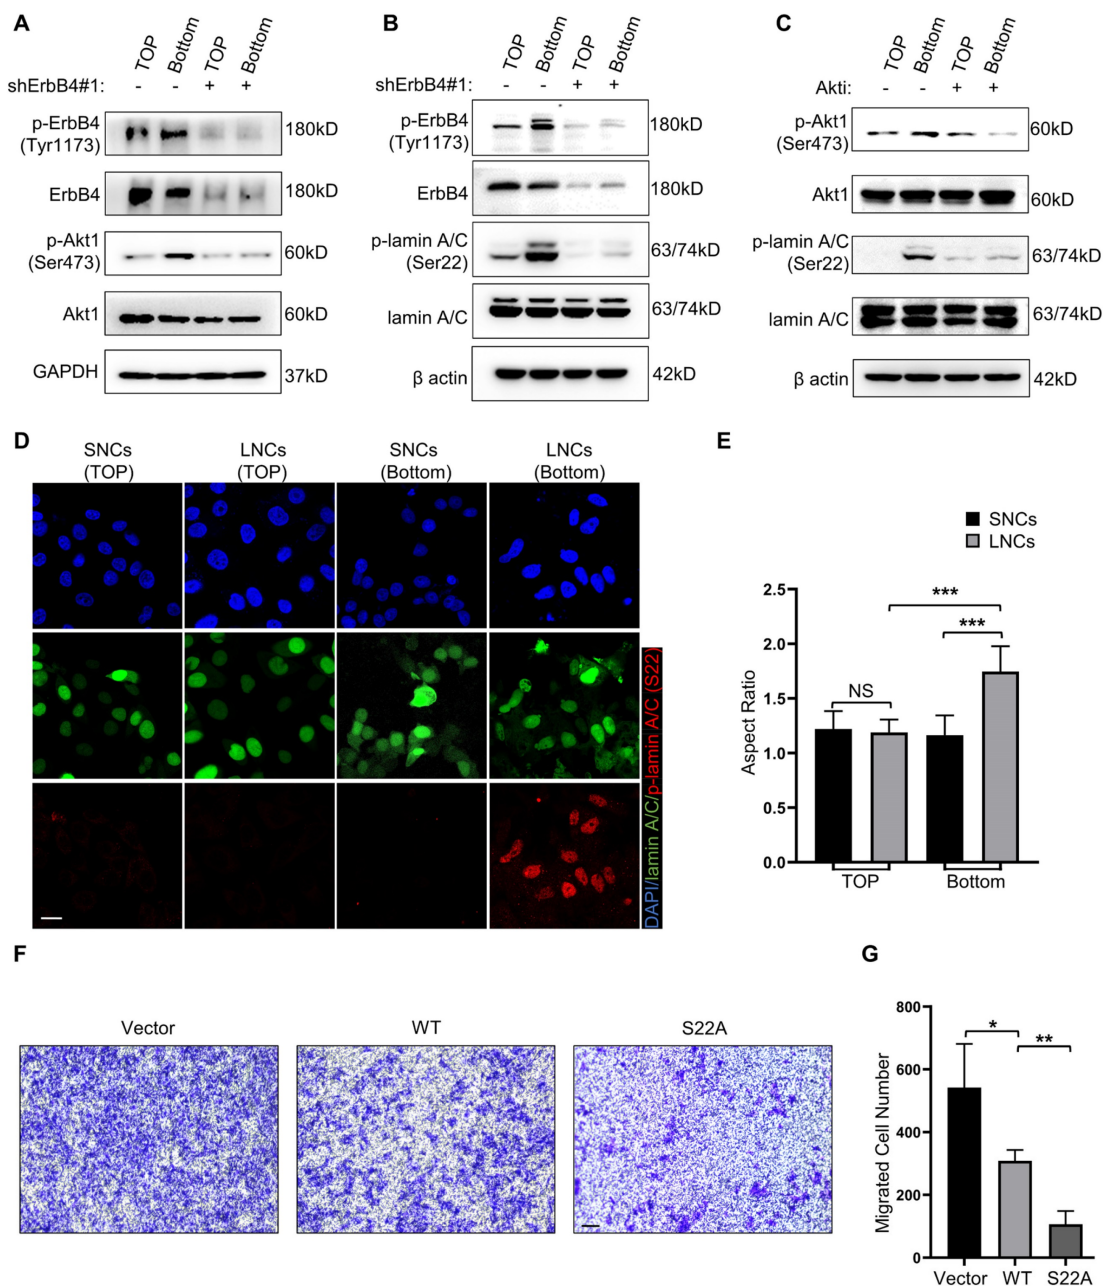 A
TOP Bottom TOP Bottom
shErbB4#1: - - + +
p-ErbB4
(Tyr1173)
180kD
ErbB4
180kD
p-Akt1
(Ser473)
60kD
Akt1
60kD
GAPDH
37kD
B
TOP Bottom TOP Bottom
shErbB4#1: - - + +
p-ErbB4
(Tyr1173)
180kD
ErbB4
180kD
p-lamin A/C
(Ser22)
63/74kD
lamin A/C
63/74kD
β actin
42kD
C
TOP Bottom TOP Bottom
Akti: - - + +
p-Akt1
(Ser473)
60kD
Akt1
60kD
p-lamin A/C
(Ser22)
63/74kD
lamin A/C
63/74kD
β actin
42kD
D
SNCs
(TOP)
LNCs
(TOP)
SNCs
(Bottom)
LNCs
(Bottom)
DAPI/lamin A/C/p-lamin A/C (S22)
E
SNCs
LNCs
Aspect Ratio
2.5
2.0
1.5
1.0
0.5
0.0
NS
***
***
TOP
Bottom
F
Vector
WT
S22A
G
Migrated Cell Number
800
600
400
200
0
*
**
Vector WT S22A